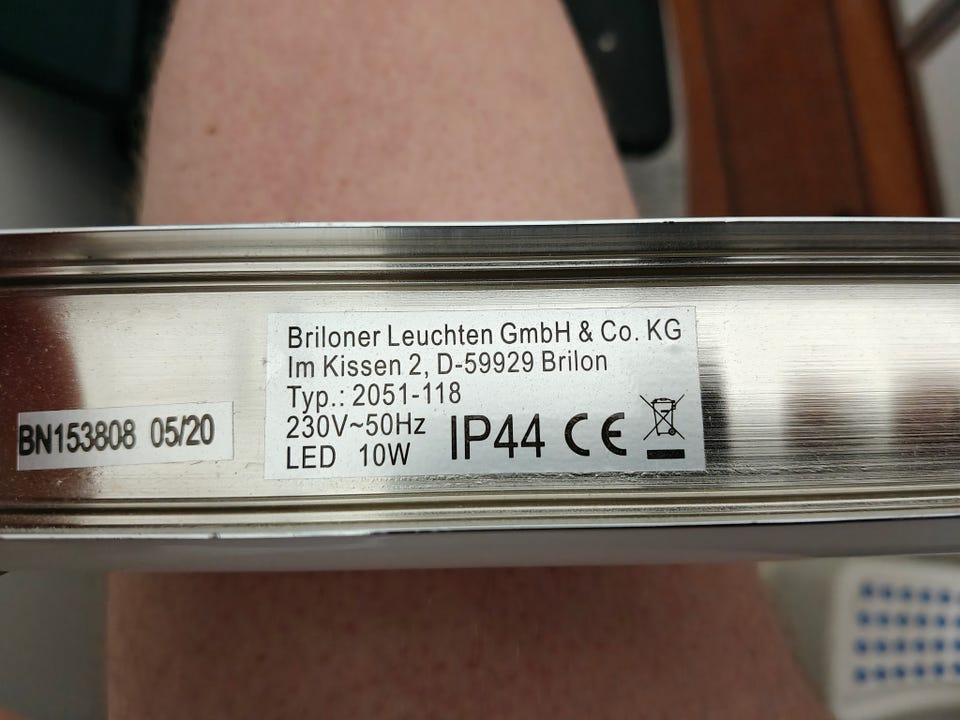 Briloner Leuchten GmbH & Co. KG
Im Kissen 2, D-59929 Brilon
Typ.: 2051-118
230V~50Hz
LED 10W
IP44 CE
BN153808 05/20